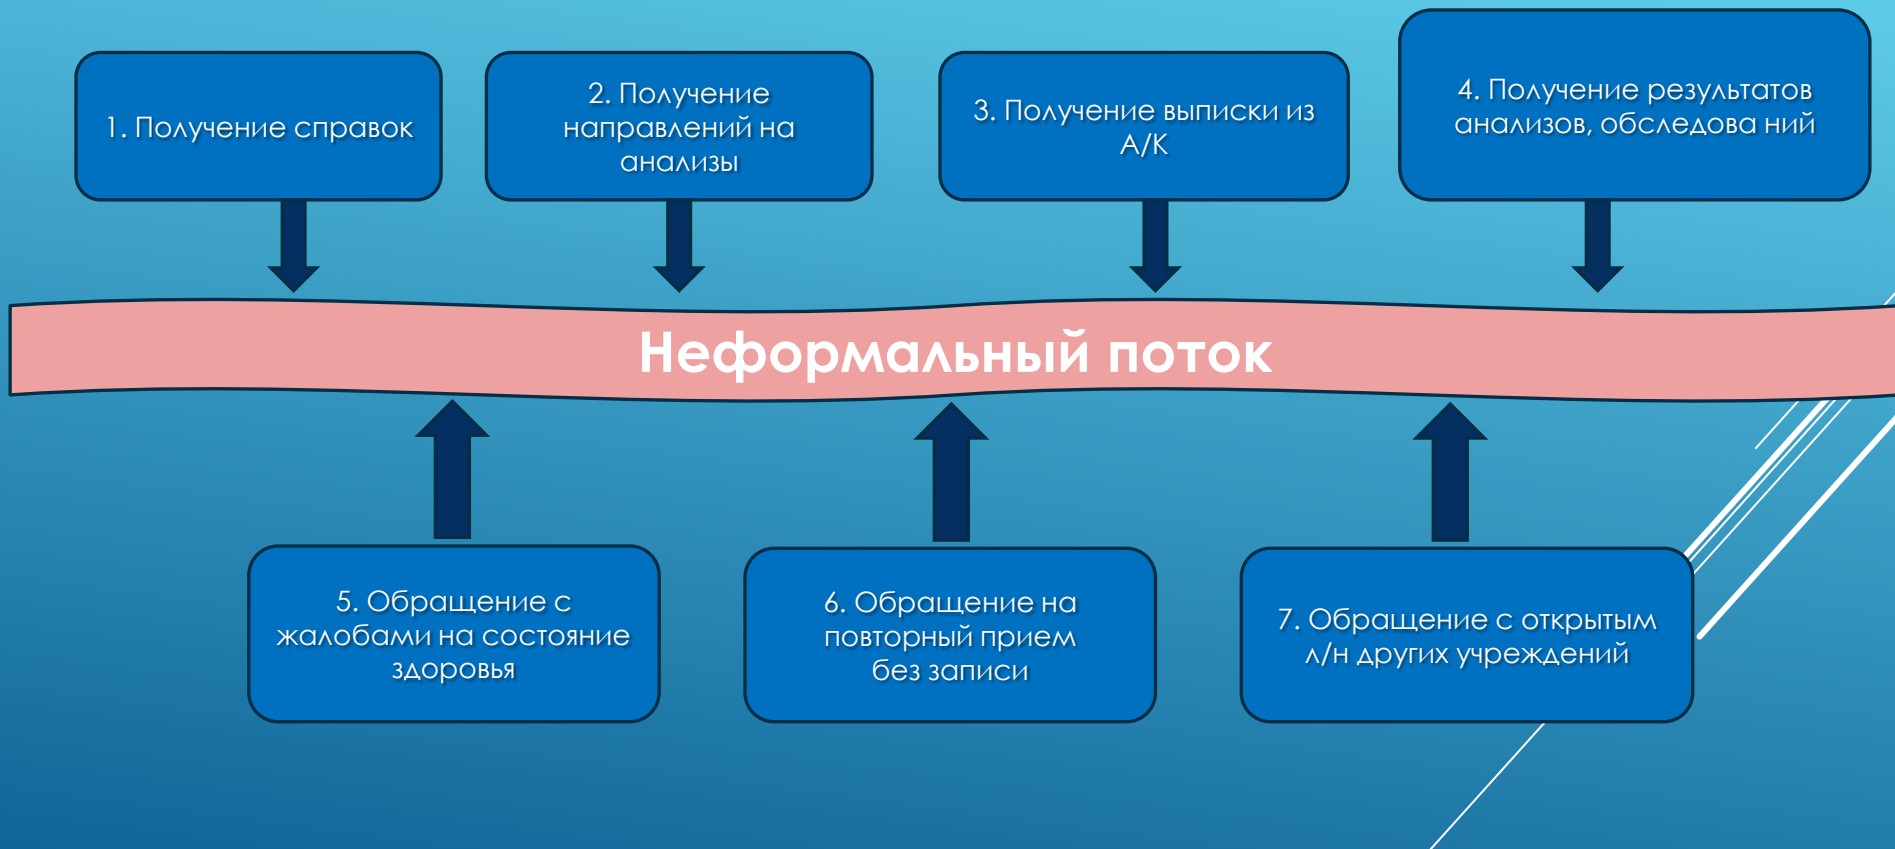 1. Получение справок
2. Получение
направлений на
анализы
3. Получение выписки из
А/К
4. Получение результатов
анализов, обследова ний
Неформальный поток
5. Обращение с
жалобами на состояние
здоровья
6. Обращение на
повторный прием
без записи
7. Обращение с открытым
л/н других учреждений